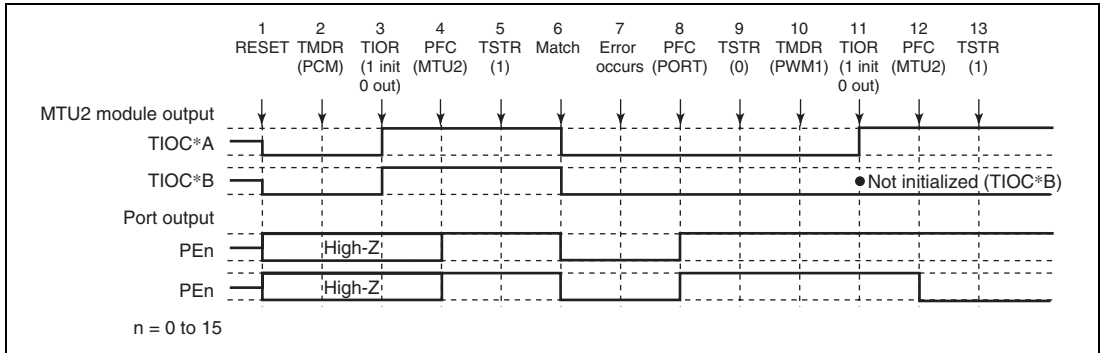 1 2 3 4 5 6 7 8 9 10 11 12 13
RESET TMDR TIOR PFC TSTR Match Error PFC TSTR TMDR TIOR PFC TSTR
(PCM) (1 init (MTU2) (1) occurs (PORT) (0) (PWM1) (1 init (MTU2) (1)
0 out) 0 out)
MTU2 module output
TIOC*A
TIOC*B
● Not initialized (TIOC*B)
Port output
PEn
High-Z
PEn
High-Z
n = 0 to 15